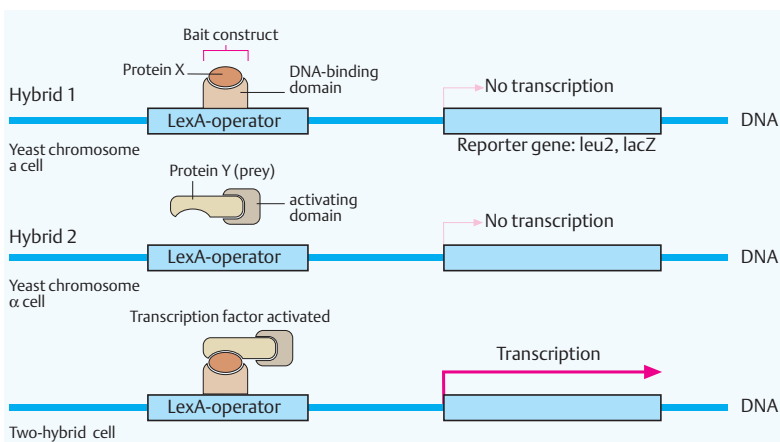 Bait construct
Protein X
DNA-binding
domain
Hybrid 1
No transcription
LexA-operator
DNA
Yeast chromosome
a cell
Reporter gene: leu2, lacZ
Protein Y (prey)
activating
domain
Hybrid 2
No transcription
LexA-operator
DNA
Yeast chromosome
α cell
Transcription factor activated
Transcription
LexA-operator
DNA
Two-hybrid cell